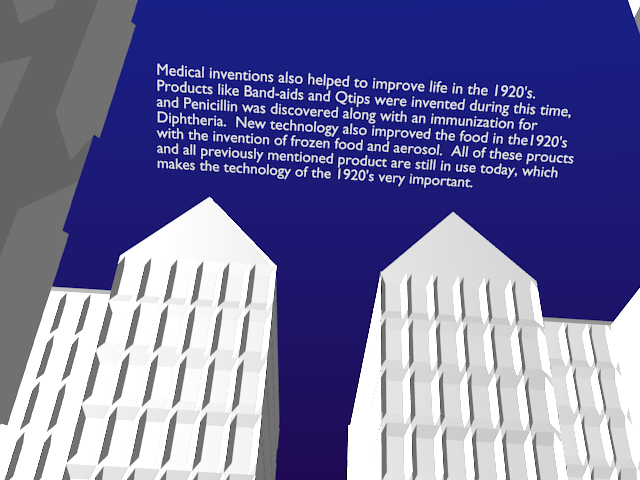 Medical inventions also helped to improve life in the 1920's.
Products like Band-aids and Qtips were invented during this time,
and Penicillin was discovered along with an immunization for
Diphtheria.  New technology also improved the food in the1920's
with the invention of frozen food and aerosol.  All of these proucts
and all previously mentioned product are still in use today, which
makes the technology of the 1920's very important.